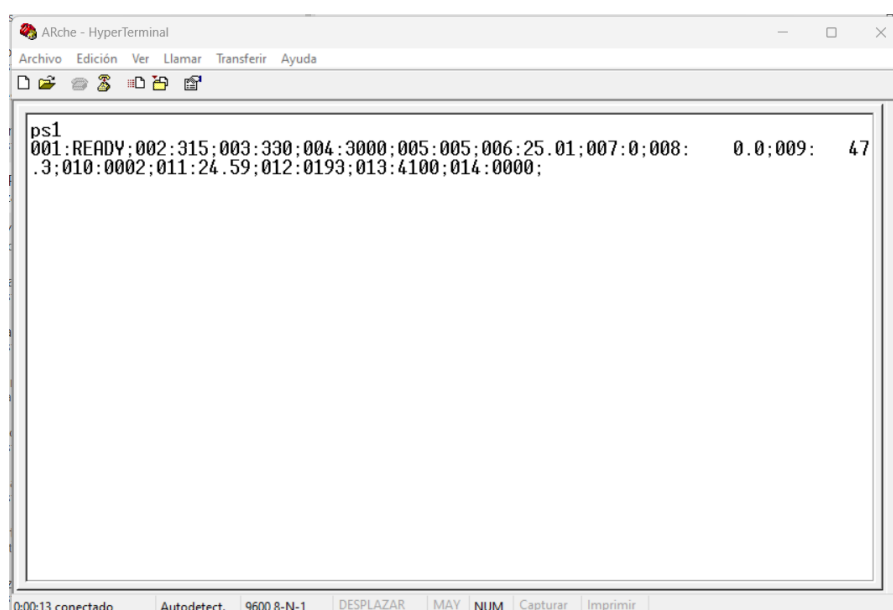 ARche - HyperTerminal
Archivo Edición Ver Llamar Transferir Ayuda
ps1
001:READY;002:315;003:330;004:3000;005:005;006:25.01;007:0;008:     0.0;009:    47
.3;010:0002;011:24.59;012:0193;013:4100;014:0000;
0:00:13 conectado Autodetect. 9600 8-N-1 DESPLAZAR MAY NUM Capturar Imprimir